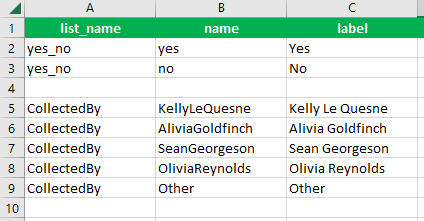 A B C
1 list_name name label
2 yes_no yes Yes
3 yes_no no No
4
5 CollectedBy KellyLeQuesne Kelly Le Quesne
6 CollectedBy AliviaGoldfinch Alivia Goldfinch
7 CollectedBy SeanGeorgeson Sean Georgeson
8 CollectedBy OliviaReynolds Olivia Reynolds
9 CollectedBy Other Other
10